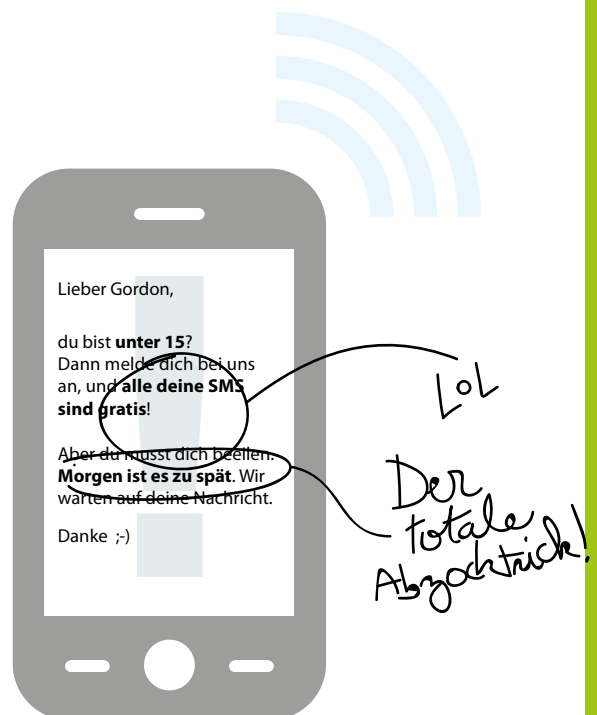 Lieber Gordon,
du bist unter 15?
Dann melde dich bei uns
an, und alle deine SMS
sind gratis!
Aber du musst dich beeilen.
Morgen ist es zu spät. Wir
warten auf deine Nachricht.
Danke ;-)
LoL
Der
totale
Abzocktrick!